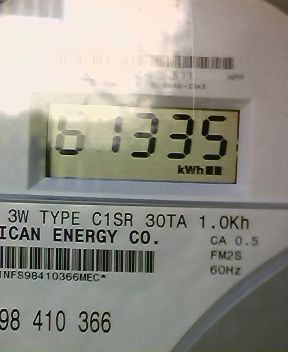 61335
kWh
3W TYPE C1SR 30TA 1.0Kh
ICAN ENERGY CO.
CA 0.5
FM2S
60Hz
NFS98410366MEC*
98 410 366